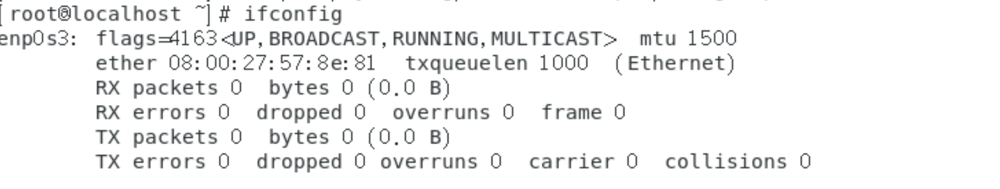 [root@localhost ~]# ifconfig
enp0s3: flags=4163<UP,BROADCAST,RUNNING,MULTICAST>  mtu 1500
ether 08:00:27:57:8e:81  txqueuelen 1000  (Ethernet)
RX packets 0  bytes 0 (0.0 B)
RX errors 0  dropped 0  overruns 0  frame 0
TX packets 0  bytes 0 (0.0 B)
TX errors 0  dropped 0 overruns 0  carrier 0  collisions 0